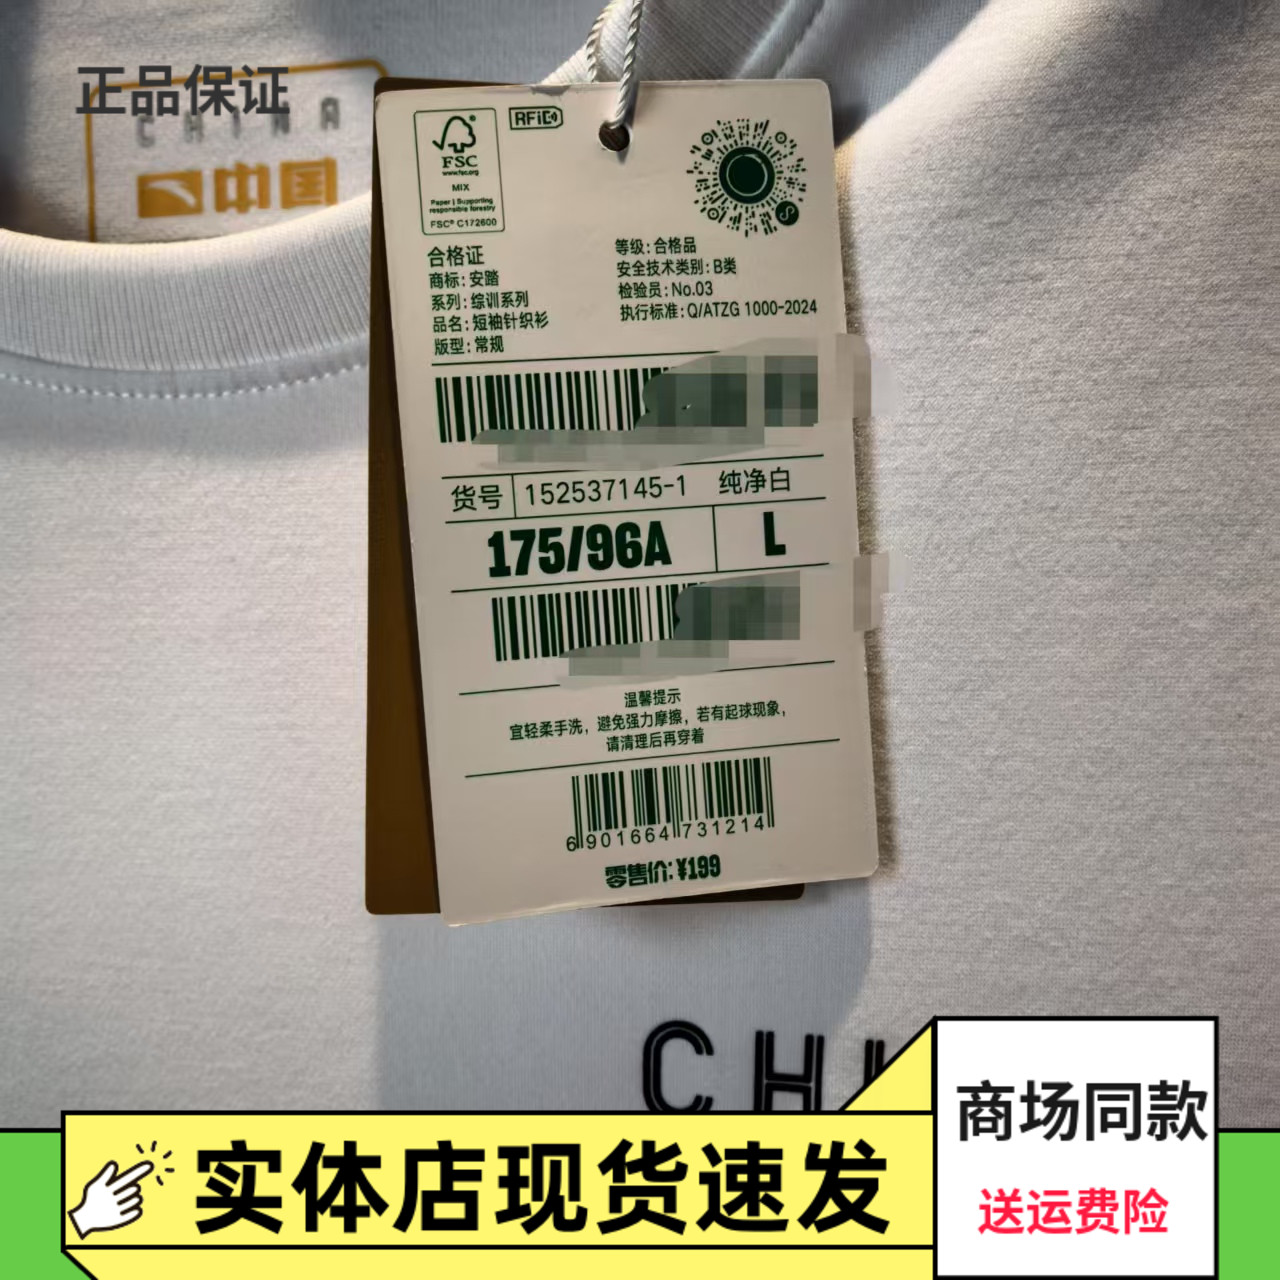 正品保证
CHINA
中国
FSC
www.fsc.org
MIX
Paper | Supporting
responsible forestry
FSC® C172600
RFiD
合格证
商标:安踏
系列:综训系列
品名:短袖针织衫
版型:常规
等级:合格品
安全技术类别:B类
检验员:No.03
执行标准:Q/ATZG 1000-2024
货号 152537145-1 纯净白
175/96A L
温馨提示
宜轻柔手洗，避免强力摩擦，若有起球现象，
请清理后再穿着
6901664731214
零售价:¥199
CHI
商场同款
实体店现货速发
送运费险